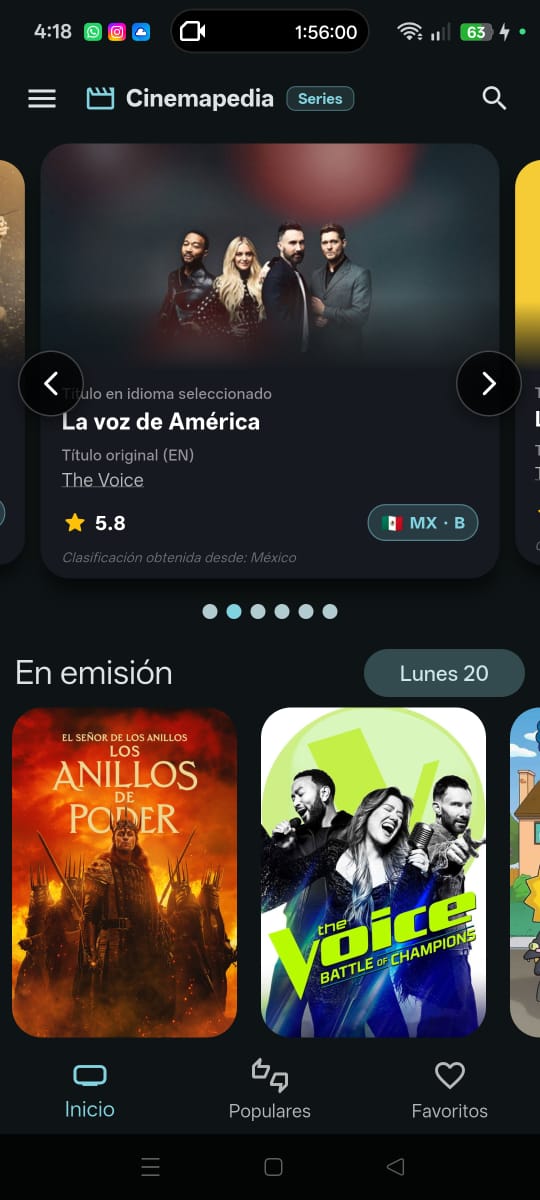 4:18
1:56:00
63
Cinemapedia
Series
Título en idioma seleccionado
La voz de América
Título original (EN)
The Voice
5.8
MX · B
Clasificación obtenida desde: México
En emisión
Lunes 20
EL SEÑOR DE LOS ANILLOS
LOS
ANILLOS
DE
PODER
the
Voice
BATTLE OF CHAMPIONS
Inicio
Populares
Favoritos